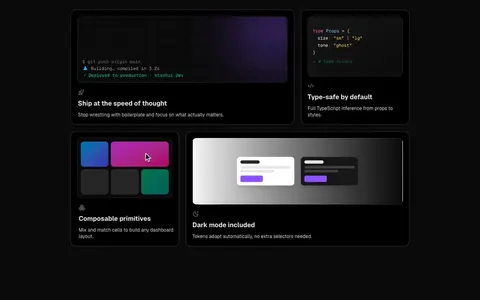 $ git push origin main
▲ Building… compiled in 3.2s
✓ Deployed to production
Ship at the speed of thought
Stop wrestling with boilerplate and focus on what actually matters.
type Props = {
size: "sm" | "lg"
tone: "ghost"
}
Type-safe by default
Full TypeScript inference from props to
styles.
Composable primitives
Mix and match cells to build any dashboard
layout.
Dark mode included
Tokens adapt automatically, no extra selectors needed.